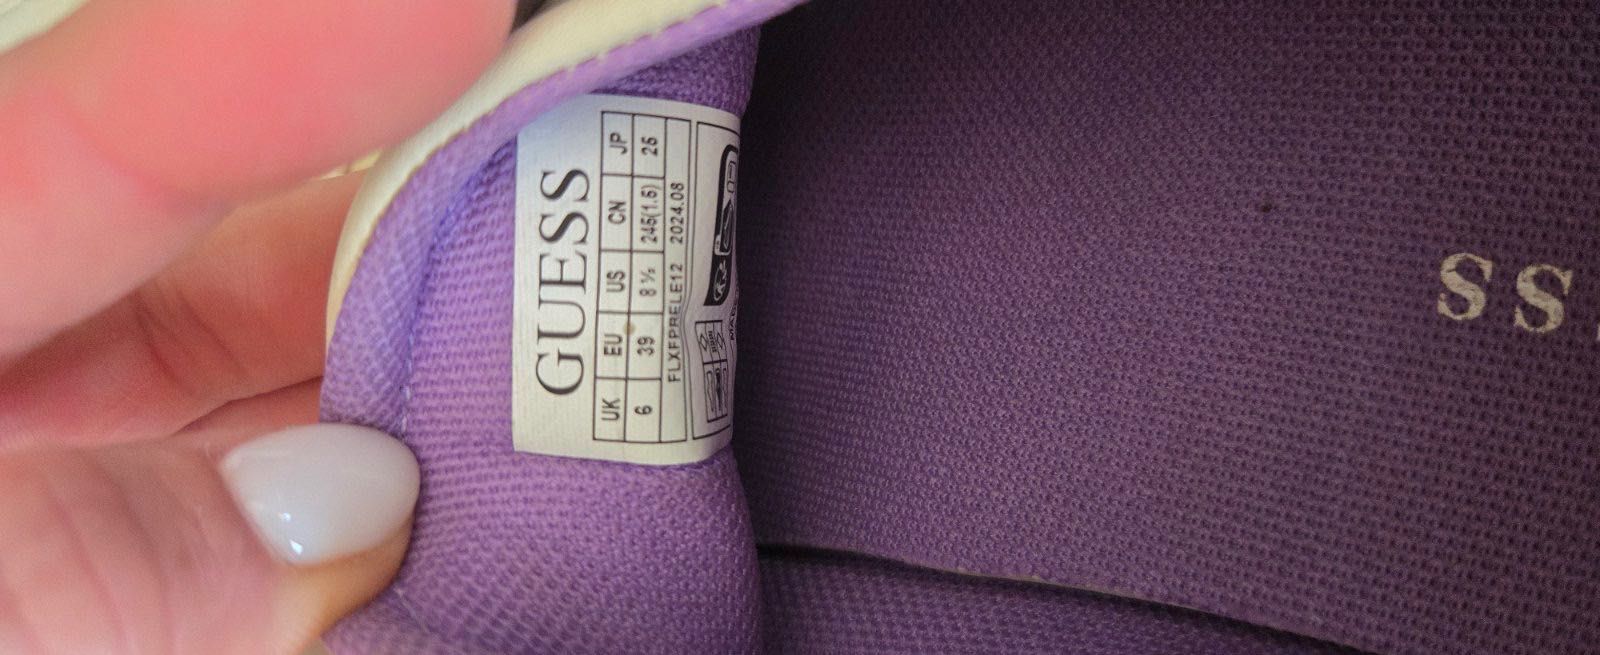 GUESS
UK EU US CN JP
6 39 8 ½ 245(1.5) 25
FLXFPRELE12 2024.08
SS